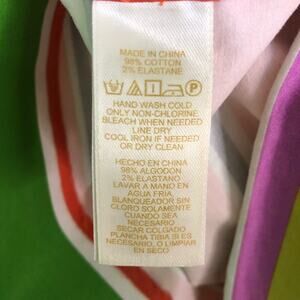 MADE IN CHINA
98% COTTON
2% ELASTANE
HAND WASH COLD
ONLY NON-CHLORINE
BLEACH WHEN NEEDED
LINE DRY
COOL IRON IF NEEDED
OR DRY CLEAN
HECHO EN CHINA
98% ALGODON
2% ELASTANO
LAVAR A MANO EN
AGUA FRIA
BLANQUEADOR SIN
CLORO SOLAMENTE
CUANDO SEA
NECESARIO
SECAR COLGADO
PLANCHA TIBIA SI ES
NECESARIO, O LIMPIAR
EN SECO